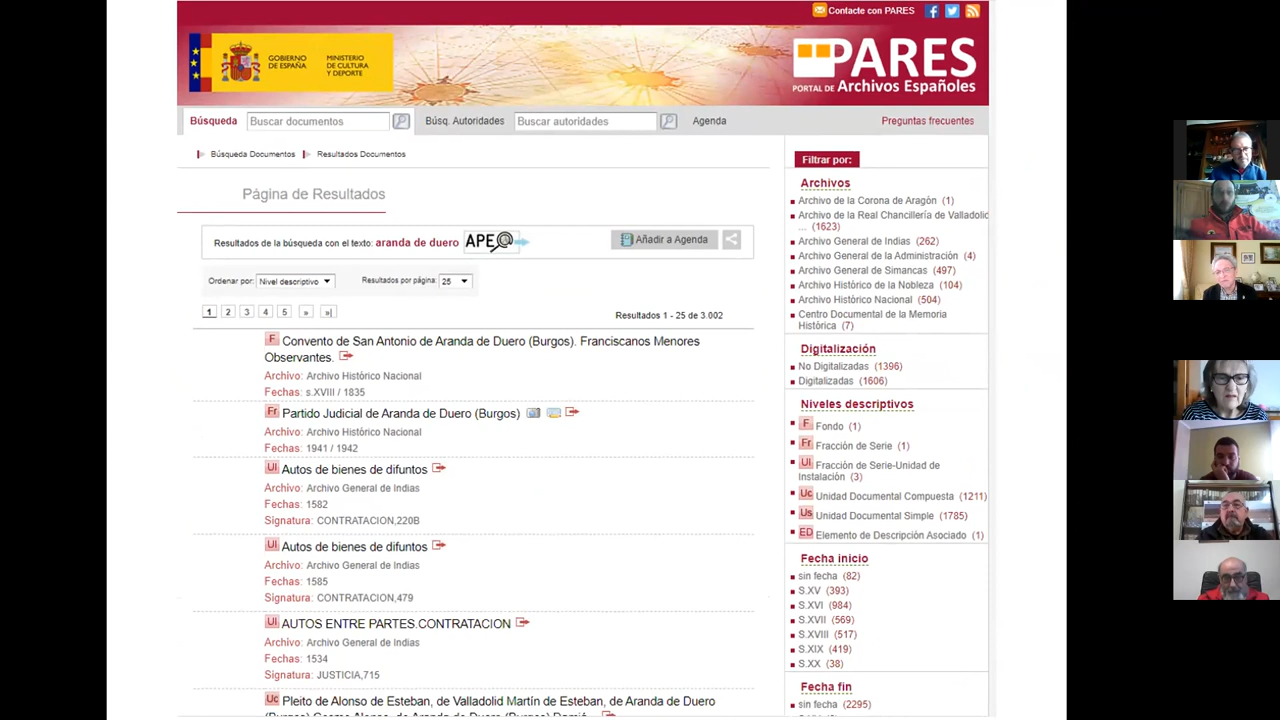 Contacte con PARES
GOBIERNO
DE ESPAÑA
MINISTERIO
DE CULTURA
Y DEPORTE
PARES
PORTAL DE Archivos Españoles
Búsqueda Buscar documentos Búsq. Autoridades Buscar autoridades Agenda Preguntas frecuentes
Búsqueda Documentos Resultados Documentos
Página de Resultados
Resultados de la búsqueda con el texto: aranda de duero APE Añadir a Agenda
Ordenar por: Nivel descriptivo Resultados por página: 25
1 2 3 4 5 » »|
Resultados 1 - 25 de 3.002
F Convento de San Antonio de Aranda de Duero (Burgos). Franciscanos Menores
Observantes.
Archivo: Archivo Histórico Nacional
Fechas: s.XVIII / 1835
Fr Partido Judicial de Aranda de Duero (Burgos)
Archivo: Archivo Histórico Nacional
Fechas: 1941 / 1942
UI Autos de bienes de difuntos
Archivo: Archivo General de Indias
Fechas: 1582
Signatura: CONTRATACION,220B
UI Autos de bienes de difuntos
Archivo: Archivo General de Indias
Fechas: 1585
Signatura: CONTRATACION,479
UI AUTOS ENTRE PARTES.CONTRATACION
Archivo: Archivo General de Indias
Fechas: 1534
Signatura: JUSTICIA,715
Uc Pleito de Alonso de Esteban, de Valladolid Martín de Esteban, de Aranda de Duero
(Burgos) Cosme Alonso, de Aranda de Duero (Burgos)
Filtrar por:
Archivos
Archivo de la Corona de Aragón (1)
Archivo de la Real Chancillería de Valladolid
... (1623)
Archivo General de Indias (262)
Archivo General de la Administración (4)
Archivo General de Simancas (497)
Archivo Histórico de la Nobleza (104)
Archivo Histórico Nacional (504)
Centro Documental de la Memoria
Histórica (7)
Digitalización
No Digitalizadas (1396)
Digitalizadas (1606)
Niveles descriptivos
F Fondo (1)
Fr Fracción de Serie (1)
UI Fracción de Serie-Unidad de
Instalación (3)
Uc Unidad Documental Compuesta (1211)
Us Unidad Documental Simple (1785)
ED Elemento de Descripción Asociado (1)
Fecha inicio
sin fecha (82)
S.XV (393)
S.XVI (984)
S.XVII (569)
S.XVIII (517)
S.XIX (419)
S.XX (38)
Fecha fin
sin fecha (2295)